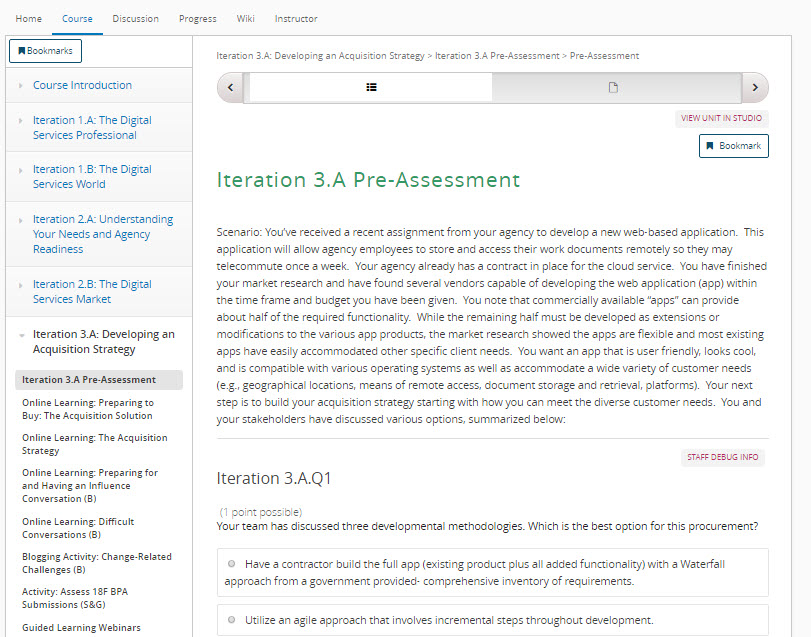 Home Course Discussion Progress Wiki Instructor
Bookmarks
Course Introduction
Iteration 1.A: The Digital
Services Professional
Iteration 1.B: The Digital
Services World
Iteration 2.A: Understanding
Your Needs and Agency
Readiness
Iteration 2.B: The Digital
Services Market
Iteration 3.A: Developing an
Acquisition Strategy
Iteration 3.A Pre-Assessment
Online Learning: Preparing to
Buy: The Acquisition Solution
Online Learning: The Acquisition
Strategy
Online Learning: Preparing for
and Having an Influence
Conversation (B)
Online Learning: Difficult
Conversations (B)
Blogging Activity: Change-Related
Challenges (B)
Activity: Assess 18F BPA
Submissions (S&G)
Guided Learning Webinars
Iteration 3.A: Developing an Acquisition Strategy > Iteration 3.A Pre-Assessment > Pre-Assessment
VIEW UNIT IN STUDIO
Bookmark
Iteration 3.A Pre-Assessment
Scenario: You've received a recent assignment from your agency to develop a new web-based application. This
application will allow agency employees to store and access their work documents remotely so they may
telecommute once a week. Your agency already has a contract in place for the cloud service. You have finished
your market research and have found several vendors capable of developing the web application (app) within
the time frame and budget you have been given. You note that commercially available “apps” can provide
about half of the required functionality. While the remaining half must be developed as extensions or
modifications to the various app products, the market research showed the apps are flexible and most existing
apps have easily accommodated other specific client needs. You want an app that is user friendly, looks cool,
and is compatible with various operating systems as well as accommodate a wide variety of customer needs
(e.g., geographical locations, means of remote access, document storage and retrieval, platforms). Your next
step is to build your acquisition strategy starting with how you can meet the diverse customer needs. You and
your stakeholders have discussed various options, summarized below:
STAFF DEBUG INFO
Iteration 3.A.Q1
(1 point possible)
Your team has discussed three developmental methodologies. Which is the best option for this procurement?
Have a contractor build the full app (existing product plus all added functionality) with a Waterfall
approach from a government provided- comprehensive inventory of requirements.
Utilize an agile approach that involves incremental steps throughout development.